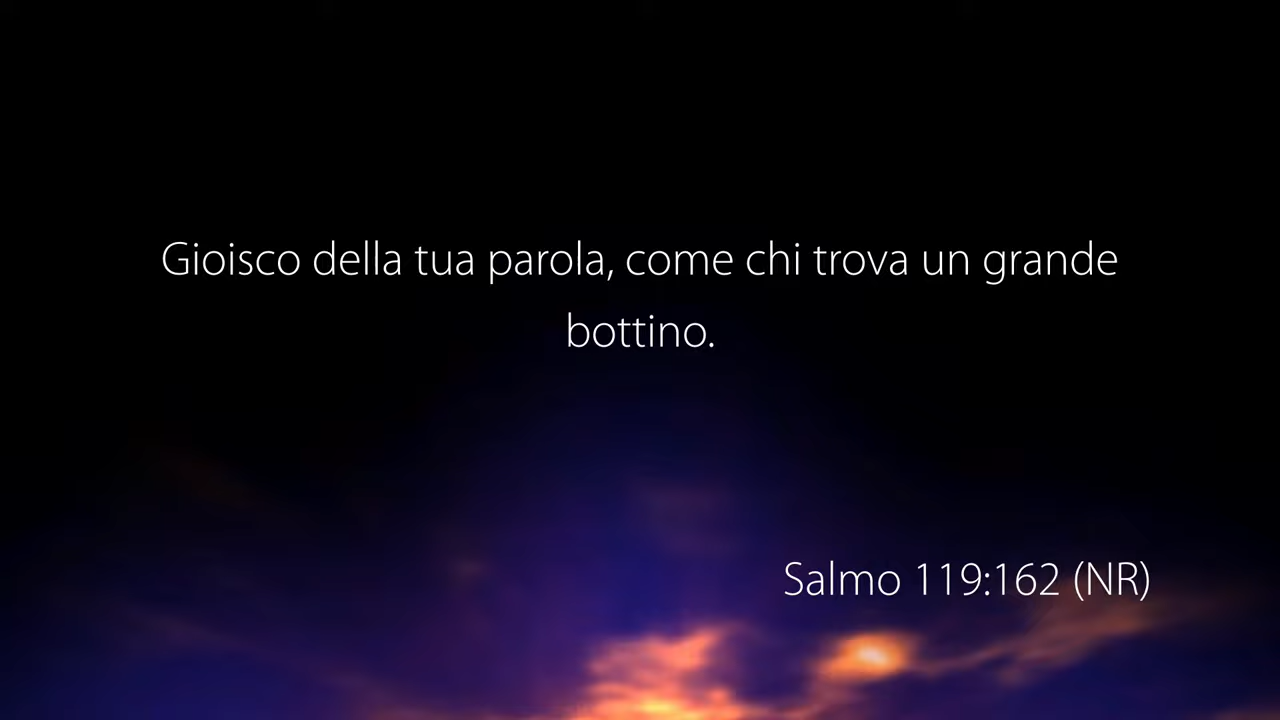 Gioisco della tua parola, come chi trova un grande
bottino.
Salmo 119:162 (NR)